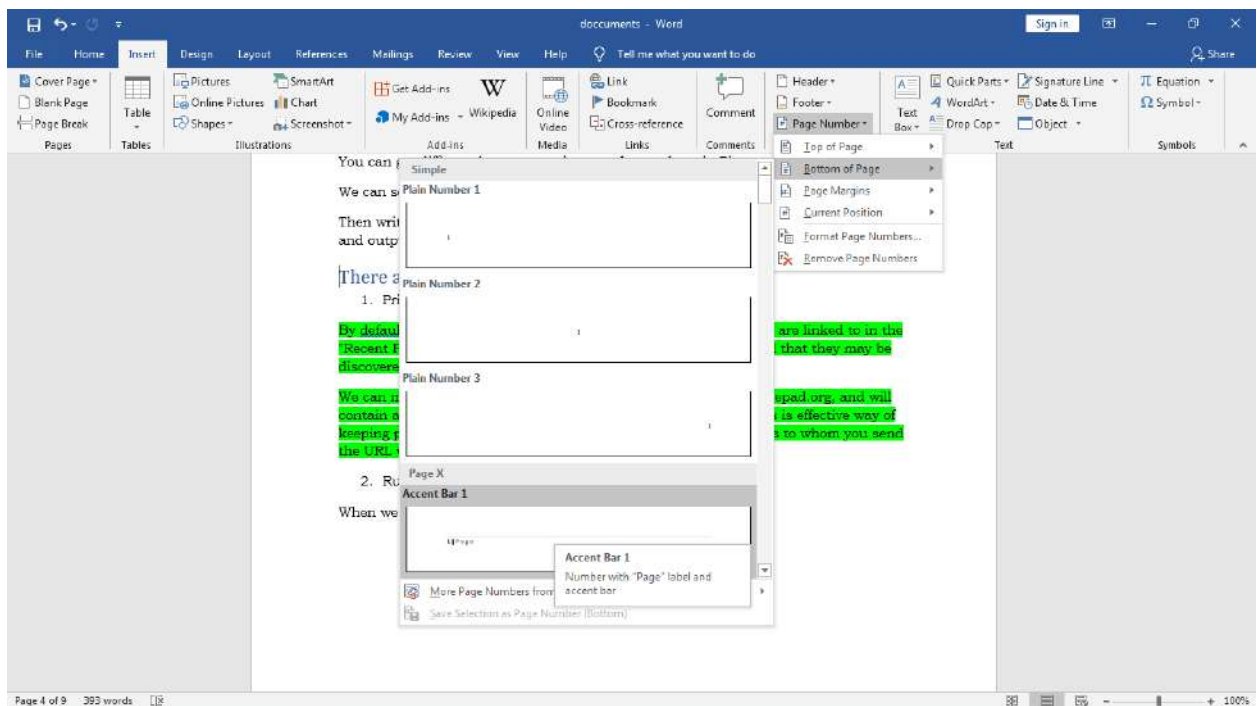 doccuments - Word
Sign in
File Home Insert Design Layout References Mailings Review View Help Tell me what you want to do Share
Cover Page
Blank Page
Page Break
Pages
Table
Tables
Pictures
Online Pictures
Shapes
SmartArt
Chart
Screenshot
Illustrations
Get Add-ins
My Add-ins
Wikipedia
Add-ins
Online
Video
Media
Link
Bookmark
Cross-reference
Links
Comment
Comments
Header
Footer
Page Number
Text
Box
Quick Parts
WordArt
Drop Cap
Signature Line
Date & Time
Object
Text
Equation
Symbol
Symbols
Top of Page
Bottom of Page
Page Margins
Current Position
Format Page Numbers...
Remove Page Numbers
Simple
Plain Number 1
1
Plain Number 2
1
Plain Number 3
1
Page X
Accent Bar 1
Accent Bar 1
Number with "Page" label and
accent bar
More Page Numbers from
Save Selection as Page Number (Bottom)
You can
We can
Then
and
There
1.
By are linked to in the
"Recent that they may be
We can epad.org, and will
contain is effective way of
keeping to whom you send
the URL
2.
When we
Page 4 of 9 393 words
100%